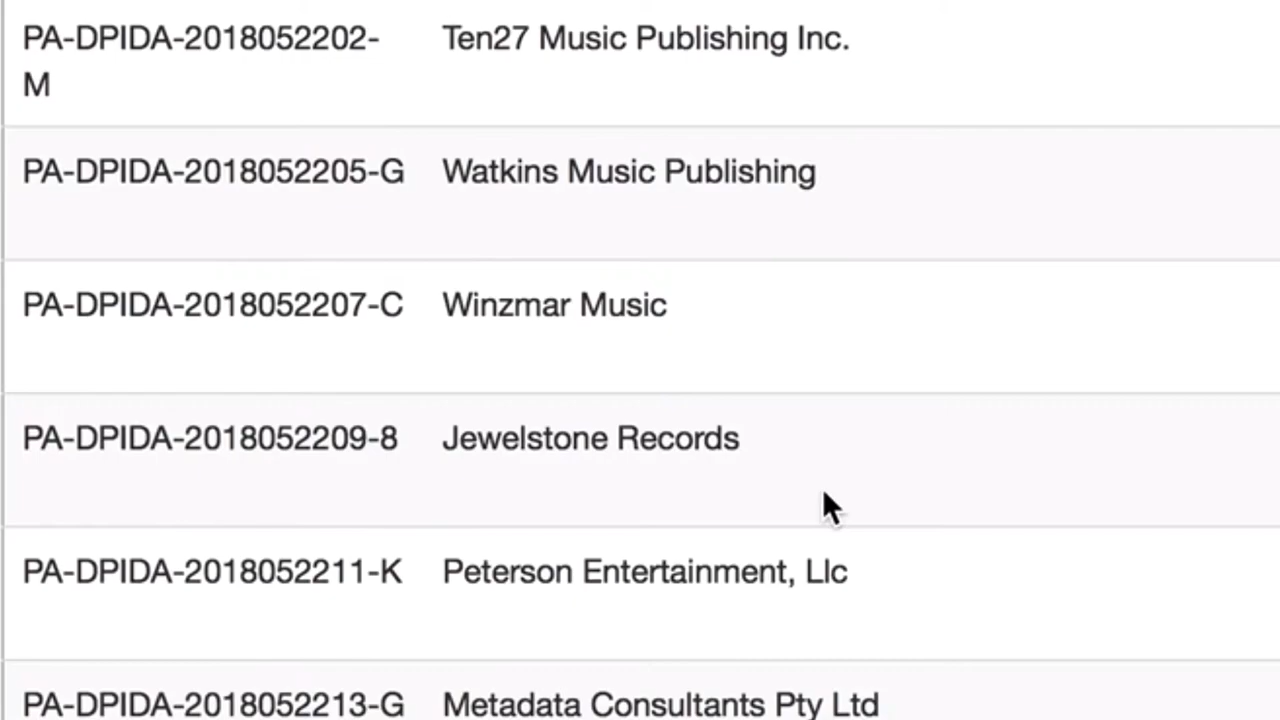 PA-DPIDA-2018052202- Ten27 Music Publishing Inc.
M
PA-DPIDA-2018052205-G Watkins Music Publishing
PA-DPIDA-2018052207-C Winzmar Music
PA-DPIDA-2018052209-8 Jewelstone Records
PA-DPIDA-2018052211-K Peterson Entertainment, Llc
PA-DPIDA-2018052213-G Metadata Consultants Pty Ltd